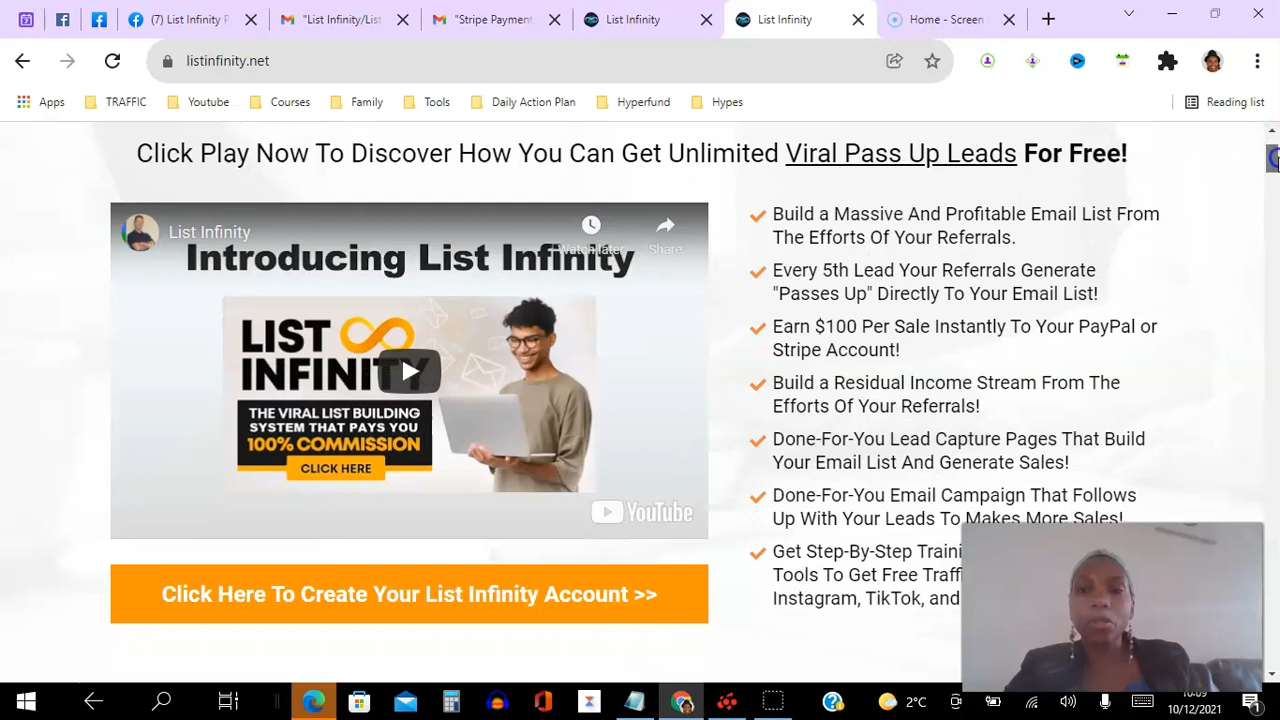 (7) List Infinity P
"List Infinity/List
"Stripe Payment
List Infinity
List Infinity
Home - Screen
listinfinity.net
Apps
TRAFFIC
Youtube
Courses
Family
Tools
Daily Action Plan
Hyperfund
Hypes
Reading list
Click Play Now To Discover How You Can Get Unlimited Viral Pass Up Leads For Free!
List Infinity
Watch later
Share
Introducing List Infinity
LIST
INFINITY
THE VIRAL LIST BUILDING
SYSTEM THAT PAYS YOU
100% COMMISSION
CLICK HERE
YouTube
Click Here To Create Your List Infinity Account >>
Build a Massive And Profitable Email List From
The Efforts Of Your Referrals.
Every 5th Lead Your Referrals Generate
"Passes Up" Directly To Your Email List!
Earn $100 Per Sale Instantly To Your PayPal or
Stripe Account!
Build a Residual Income Stream From The
Efforts Of Your Referrals!
Done-For-You Lead Capture Pages That Build
Your Email List And Generate Sales!
Done-For-You Email Campaign That Follows
Up With Your Leads To Makes More Sales!
Get Step-By-Step Traini
Tools To Get Free Traff
Instagram, TikTok, and
2°C
10:09
10/12/2021